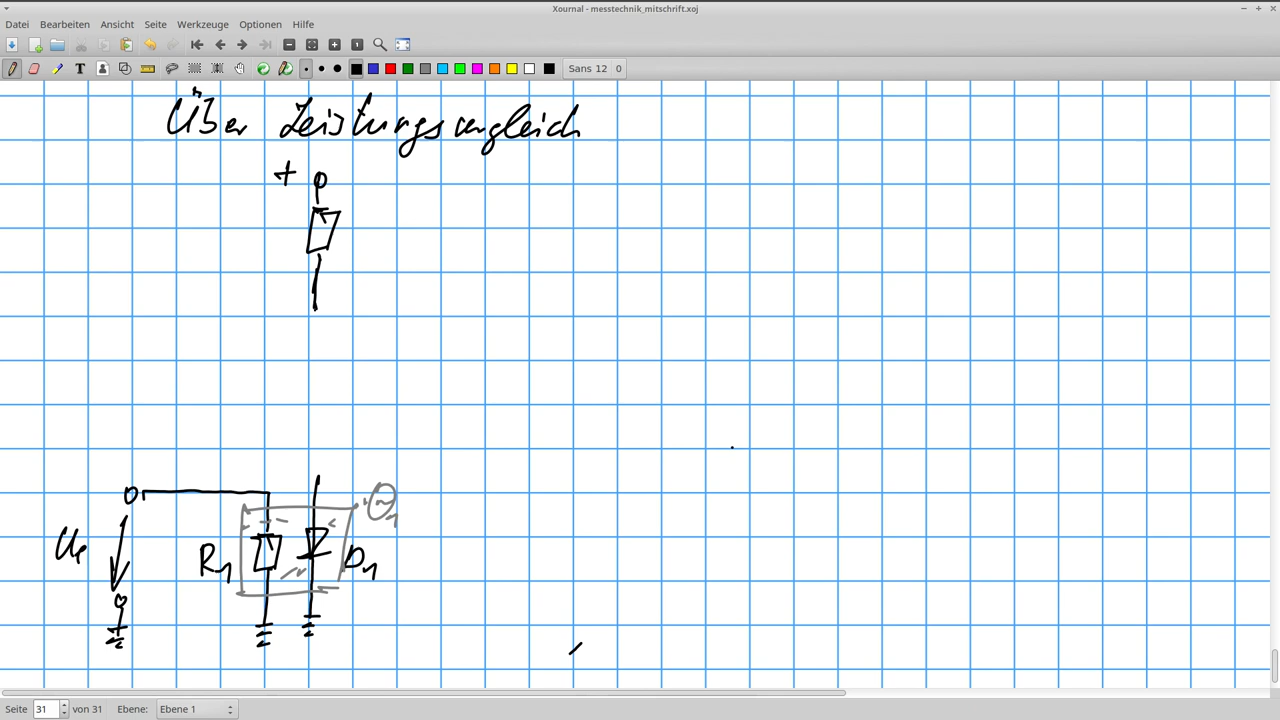 Xournal - messtechnik_mitschrift.xoj
Datei Bearbeiten Ansicht Seite Werkzeuge Optionen Hilfe
Sans 12 0
Über Leistungsvergleich
+
Θ1
Ue R1 D1
Seite 31 von 31 Ebene: Ebene 1